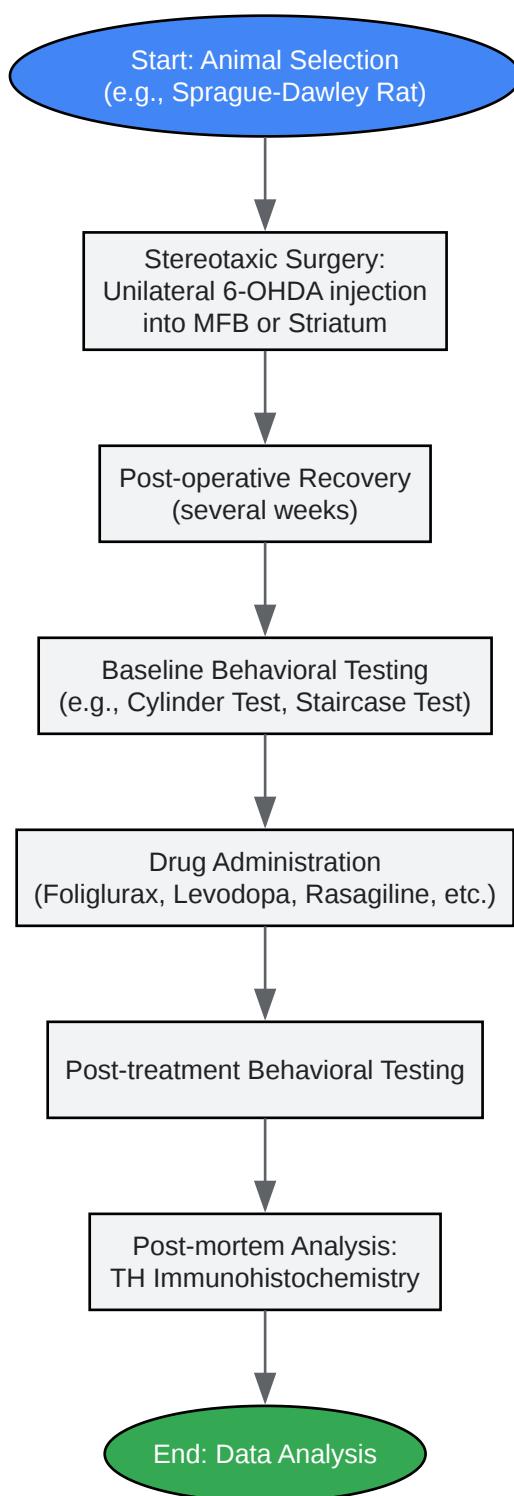 Start: Animal Selection
(e.g., Sprague-Dawley Rat)
Stereotaxic Surgery:
Unilateral 6-OHDA injection
into MFB or Striatum
Post-operative Recovery
(several weeks)
Baseline Behavioral Testing
(e.g., Cylinder Test, Staircase Test)
Drug Administration
(Foliglurax, Levodopa, Rasagiline, etc.)
Post-treatment Behavioral Testing
Post-mortem Analysis:
TH Immunohistochemistry
End: Data Analysis